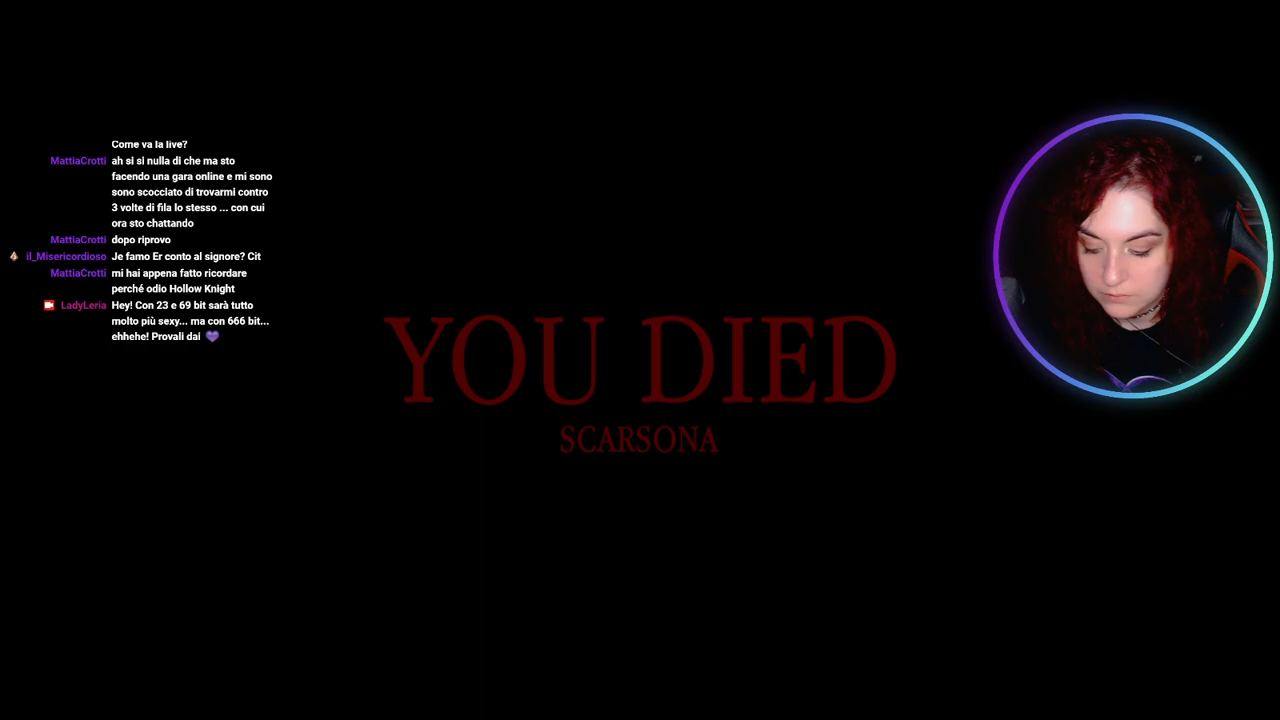 Come va la live?
MattiaCrotti ah si si nulla di che ma sto
facendo una gara online e mi sono
sono scocciato di trovarmi contro
3 volte di fila lo stesso ... con cui
ora sto chattando
MattiaCrotti dopo riprovo
il_Misericordioso Je famo Er conto al signore? Cit
MattiaCrotti mi hai appena fatto ricordare
perché odio Hollow Knight
LadyLeria Hey! Con 23 e 69 bit sarà tutto
molto più sexy... ma con 666 bit...
ehhehe! Provali dai
YOU DIED
SCARSONA